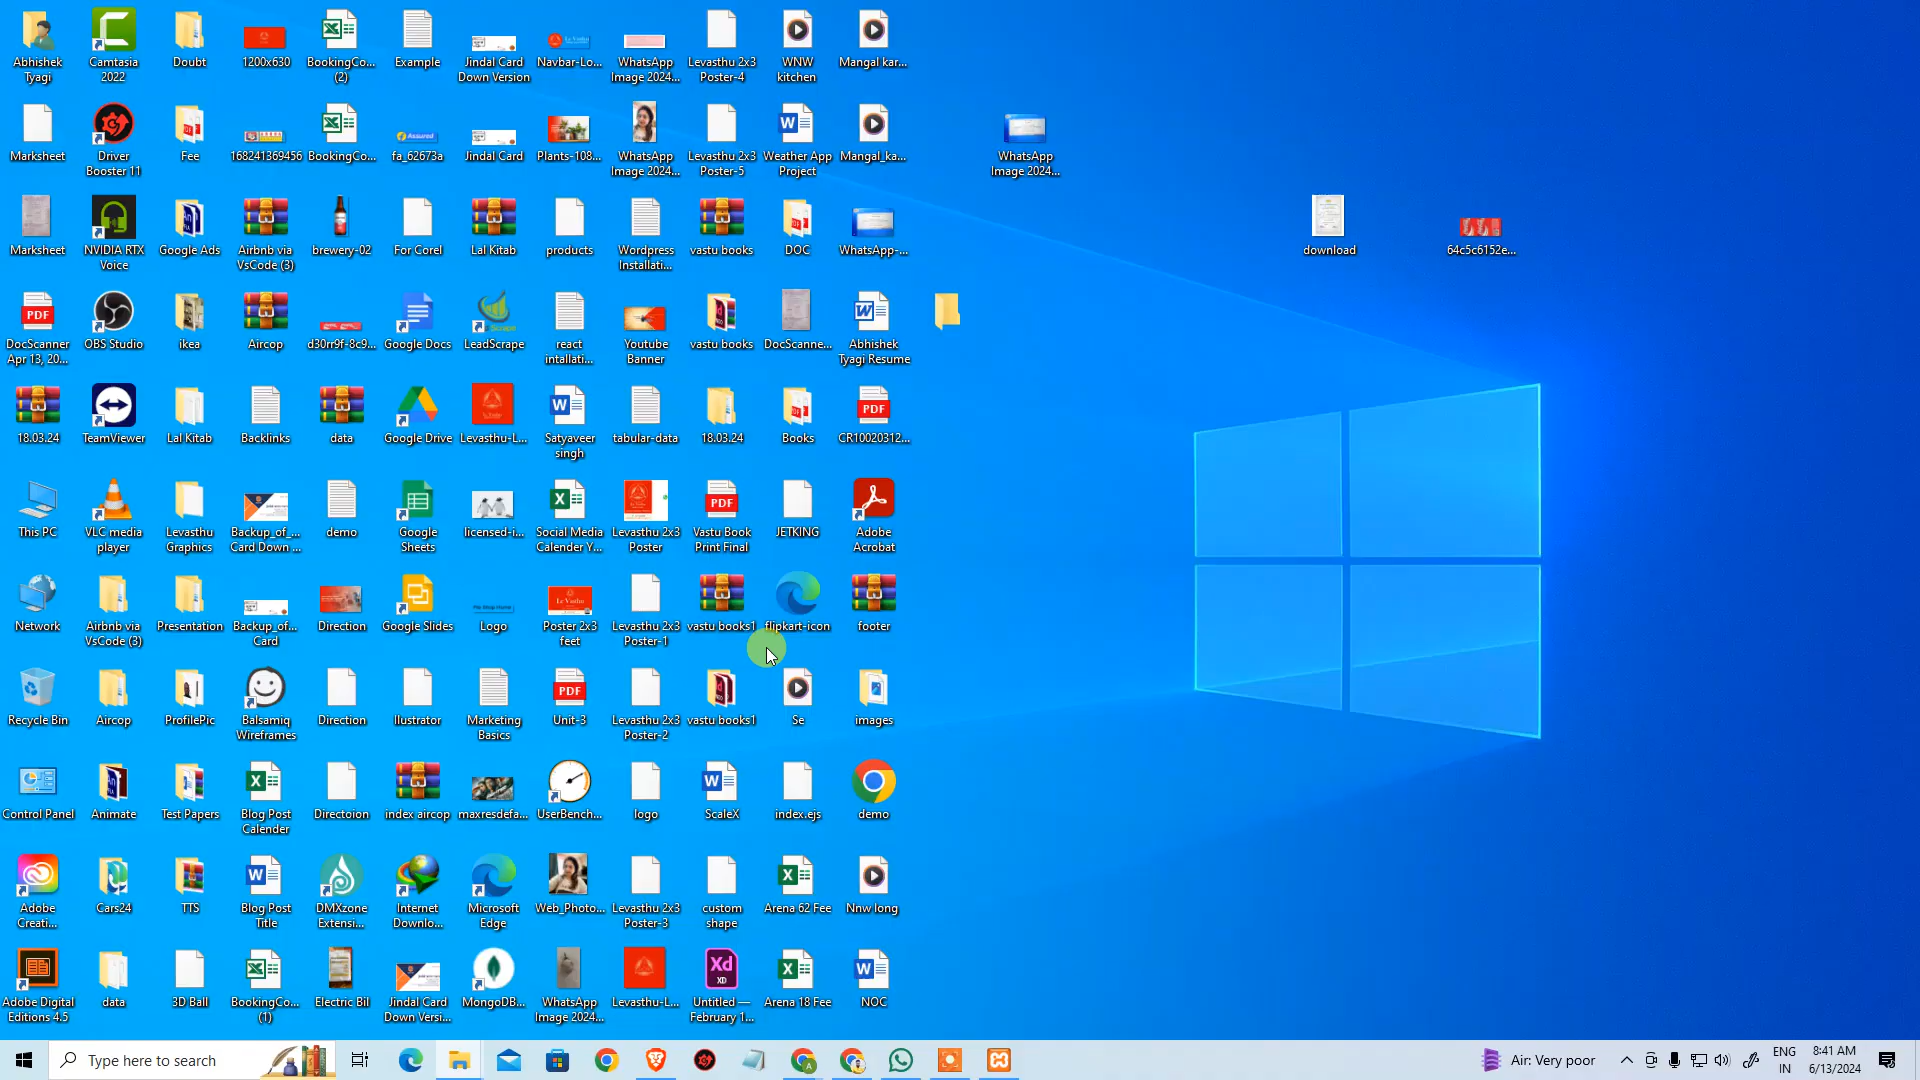 Abhishek
Tyagi
Camtasia
2022
Doubt
1200x630
BookingCo...
(2)
Example
Jindal Card
Down Version
Navbar-Lo...
WhatsApp
Image 2024...
Levasthu 2x3
Poster-4
WNW
kitchen
Mangal kar...
Marksheet
Driver
Booster 11
Fee
168241369456
BookingCo...
fa_62673a
Jindal Card
Plants-108...
WhatsApp
Image 2024...
Levasthu 2x3
Poster-5
Weather App
Project
Mangal_ka...
WhatsApp
Image 2024...
Marksheet
NVIDIA RTX
Voice
Google Ads
Airbnb via
VsCode (3)
brewery-02
For Corel
Lal Kitab
products
Wordpress
Installati...
vastu books
DOC
WhatsApp-...
download
64c5c6152e...
DocScanner
Apr 13, 20...
OBS Studio
ikea
Aircop
d30rr9f-8c9...
Google Docs
LeadScrape
react
intallati...
Youtube
Banner
vastu books
DocScanne...
Abhishek
Tyagi Resume
18.03.24
TeamViewer
Lal Kitab
Backlinks
data
Google Drive
Levasthu-L...
Satyaveer
singh
tabular-data
18.03.24
Books
CR10020312...
This PC
VLC media
player
Levasthu
Graphics
Backup_of_...
Card Down ...
demo
Google
Sheets
licensed-i...
Social Media
Calender Y...
Levasthu 2x3
Poster
Vastu Book
Print Final
JETKING
Adobe
Acrobat
Network
Airbnb via
VsCode (3)
Presentation
Backup_of...
Card
Direction
Google Slides
Logo
Poster 2x3
feet
Levasthu 2x3
Poster-1
vastu books1
flipkart-icon
footer
Recycle Bin
Aircop
ProfilePic
Balsamiq
Wireframes
Direction
Ilustrator
Marketing
Basics
Unit-3
Levasthu 2x3
Poster-2
vastu books1
Se
images
Control Panel
Animate
Test Papers
Blog Post
Calender
Directoion
index aircop
maxresdefa...
UserBench...
logo
ScaleX
index.ejs
demo
Adobe
Creati...
Cars24
TTS
Blog Post
Title
DMXzone
Extensi...
Internet
Downlo...
Microsoft
Edge
Web_Photo...
Levasthu 2x3
Poster-3
custom
shape
Arena 62 Fee
Nnw long
Adobe Digital
Editions 4.5
data
3D Ball
BookingCo...
(1)
Electric Bil
Jindal Card
Down Versi...
MongoDB...
WhatsApp
Image 2024...
Levasthu-L...
Untitled —
February 1...
Arena 18 Fee
NOC
Type here to search
Air: Very poor
ENG
IN
8:41 AM
6/13/2024